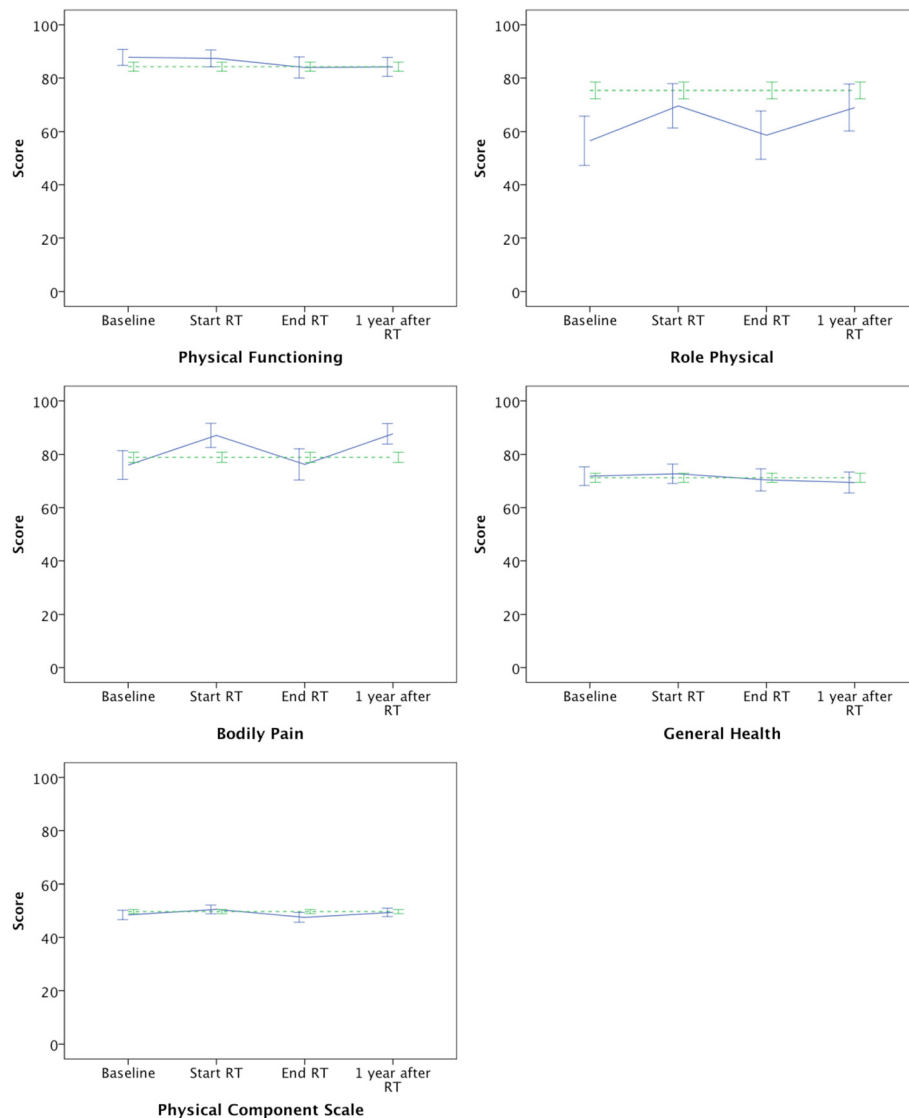 100
80
60
40
20
0
Score
Baseline
Start RT
End RT
1 year after
RT
Physical Functioning
100
80
60
40
20
0
Score
Baseline
Start RT
End RT
1 year after
RT
Role Physical
100
80
60
40
20
0
Score
Baseline
Start RT
End RT
1 year after
RT
Bodily Pain
100
80
60
40
20
0
Score
Baseline
Start RT
End RT
1 year after
RT
General Health
100
80
60
40
20
0
Score
Baseline
Start RT
End RT
1 year after
RT
Physical Component Scale